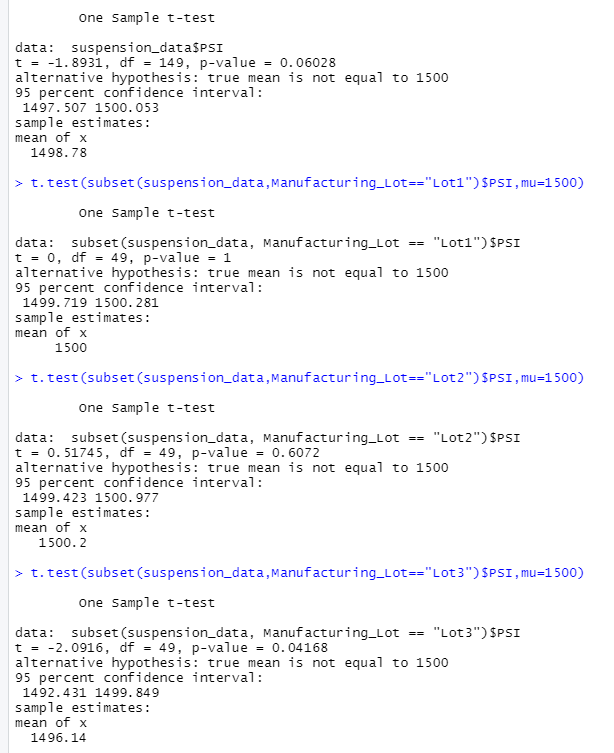 One Sample t-test
data:  suspension_data$PSI
t = -1.8931, df = 149, p-value = 0.06028
alternative hypothesis: true mean is not equal to 1500
95 percent confidence interval:
1497.507 1500.053
sample estimates:
mean of x
1498.78
> t.test(subset(suspension_data,Manufacturing_Lot=="Lot1")$PSI,mu=1500)
One Sample t-test
data:  subset(suspension_data, Manufacturing_Lot == "Lot1")$PSI
t = 0, df = 49, p-value = 1
alternative hypothesis: true mean is not equal to 1500
95 percent confidence interval:
1499.719 1500.281
sample estimates:
mean of x
1500
> t.test(subset(suspension_data,Manufacturing_Lot=="Lot2")$PSI,mu=1500)
One Sample t-test
data:  subset(suspension_data, Manufacturing_Lot == "Lot2")$PSI
t = 0.51745, df = 49, p-value = 0.6072
alternative hypothesis: true mean is not equal to 1500
95 percent confidence interval:
1499.423 1500.977
sample estimates:
mean of x
1500.2
> t.test(subset(suspension_data,Manufacturing_Lot=="Lot3")$PSI,mu=1500)
One Sample t-test
data:  subset(suspension_data, Manufacturing_Lot == "Lot3")$PSI
t = -2.0916, df = 49, p-value = 0.04168
alternative hypothesis: true mean is not equal to 1500
95 percent confidence interval:
1492.431 1499.849
sample estimates:
mean of x
1496.14